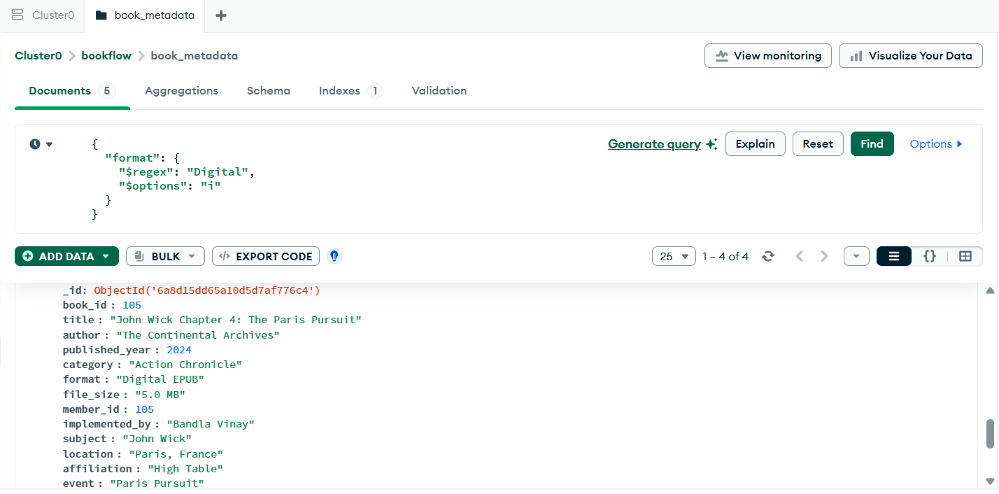 Cluster0
book_metadata
Cluster0 > bookflow > book_metadata
View monitoring
Visualize Your Data
Documents 5
Aggregations
Schema
Indexes 1
Validation
{
"format": {
"$regex": "Digital",
"$options": "i"
}
}
Generate query
Explain
Reset
Find
Options
ADD DATA
BULK
EXPORT CODE
25
1 – 4 of 4
{}
_id: ObjectId('6a8d15dd65a10d5d7af776c4')
book_id : 105
title : "John Wick Chapter 4: The Paris Pursuit"
author : "The Continental Archives"
published_year : 2024
category : "Action Chronicle"
format : "Digital EPUB"
file_size : "5.0 MB"
member_id : 105
implemented_by : "Bandla Vinay"
subject : "John Wick"
location : "Paris, France"
affiliation : "High Table"
event : "Paris Pursuit"